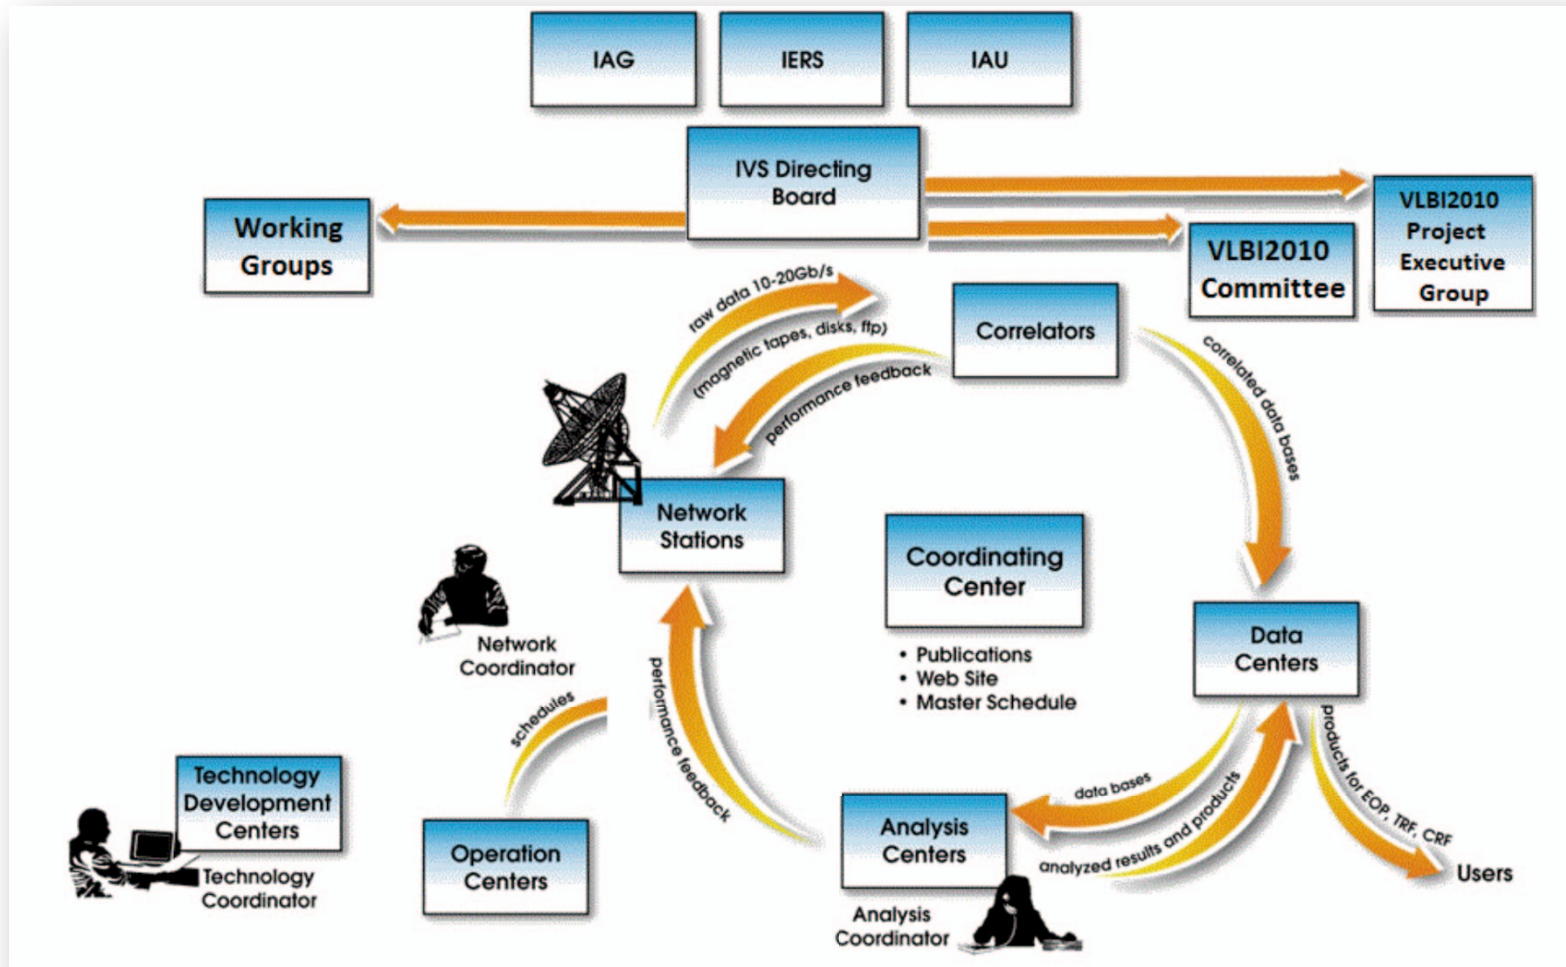 IAG
IERS
IAU
IVS Directing
Board
Working
Groups
VLBI2010
Committee
VLBI2010
Project
Executive
Group
raw data 10-20Gb/s
(magnetic tapes, disks, ftp)
performance feedback
Correlators
correlated data bases
Network
Stations
Coordinating
Center
• Publications
• Web Site
• Master Schedule
Data
Centers
Network
Coordinator
schedules
performance feedback
Technology
Development
Centers
Technology
Coordinator
Operation
Centers
Analysis
Centers
Analysis
Coordinator
data bases
analyzed results and products
products for EOP, TRF, CRF
Users